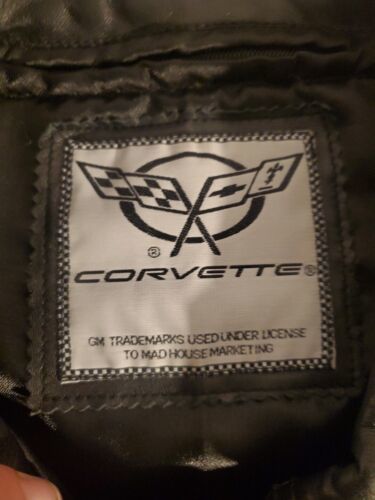 ®
CORVETTE®
GM TRADEMARKS USED UNDER LICENSE
TO MAD HOUSE MARKETING